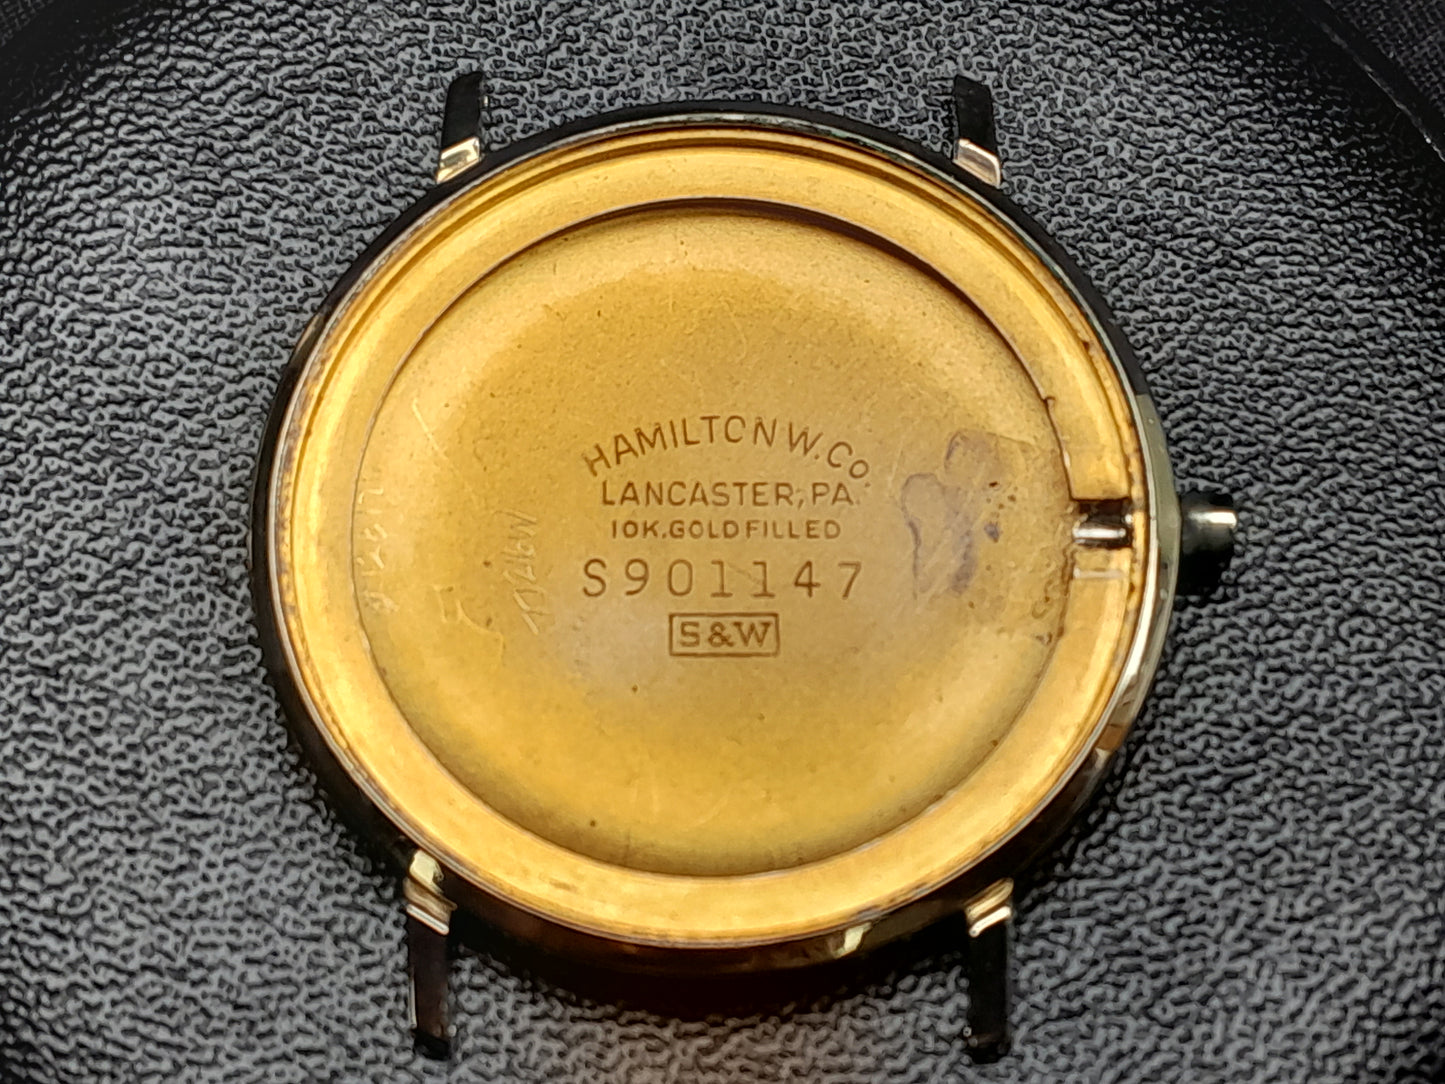 HAMILTON W. Co.
LANCASTER, PA.
10K. GOLD FILLED
S901147
S&W